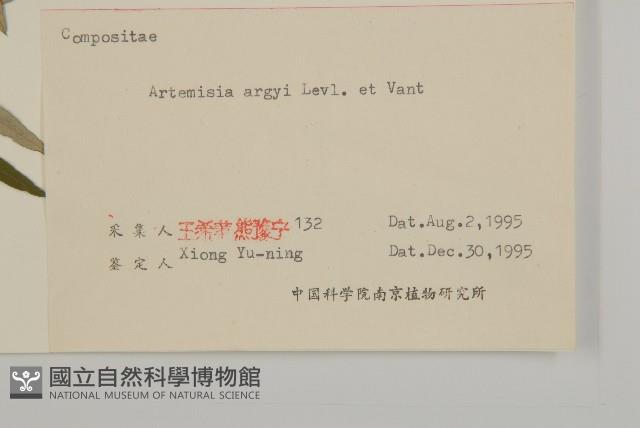 Compositae
Artemisia argyi Levl. et Vant
采集人 王希蕖 熊豫宁 132 Dat.Aug.2,1995
鉴定人 Xiong Yu-ning Dat.Dec.30,1995
中国科学院南京植物研究所
國立自然科學博物館
NATIONAL MUSEUM OF NATURAL SCIENCE